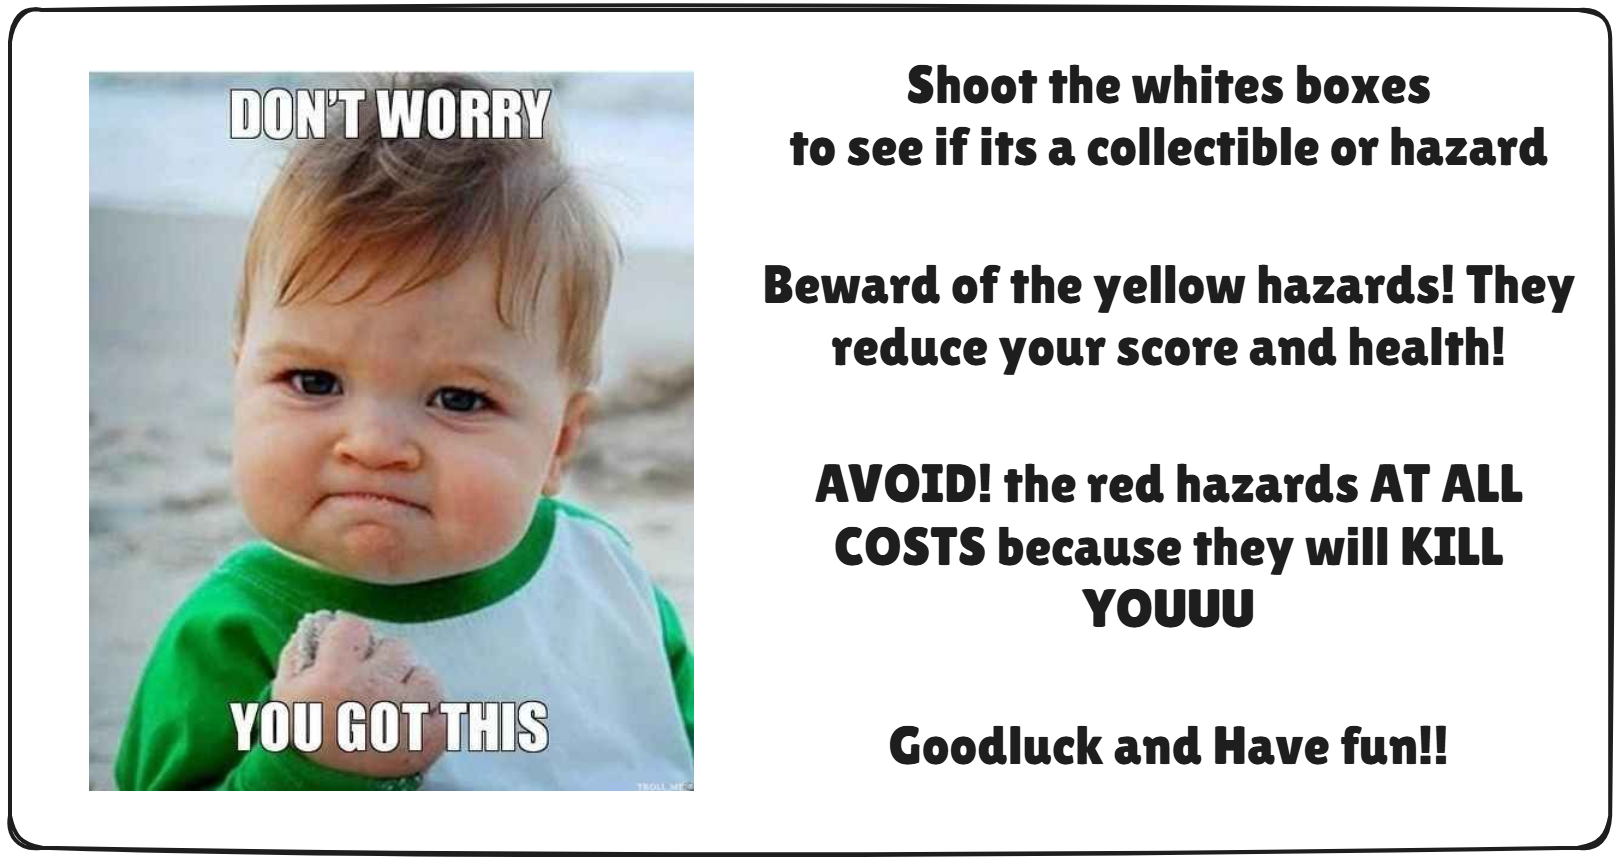 DON'T WORRY
YOU GOT THIS
Shoot the whites boxes
to see if its a collectible or hazard
Beward of the yellow hazards! They
reduce your score and health!
AVOID! the red hazards AT ALL
COSTS because they will KILL
YOUUU
Goodluck and Have fun!!